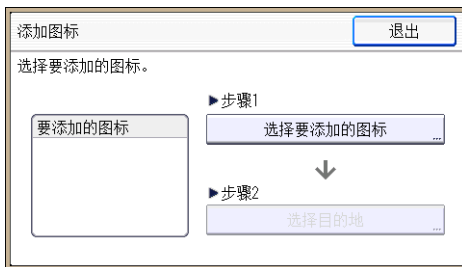 添加图标
退出
选择要添加的图标。
▶步骤1
要添加的图标
选择要添加的图标
▶步骤2
选择目的地